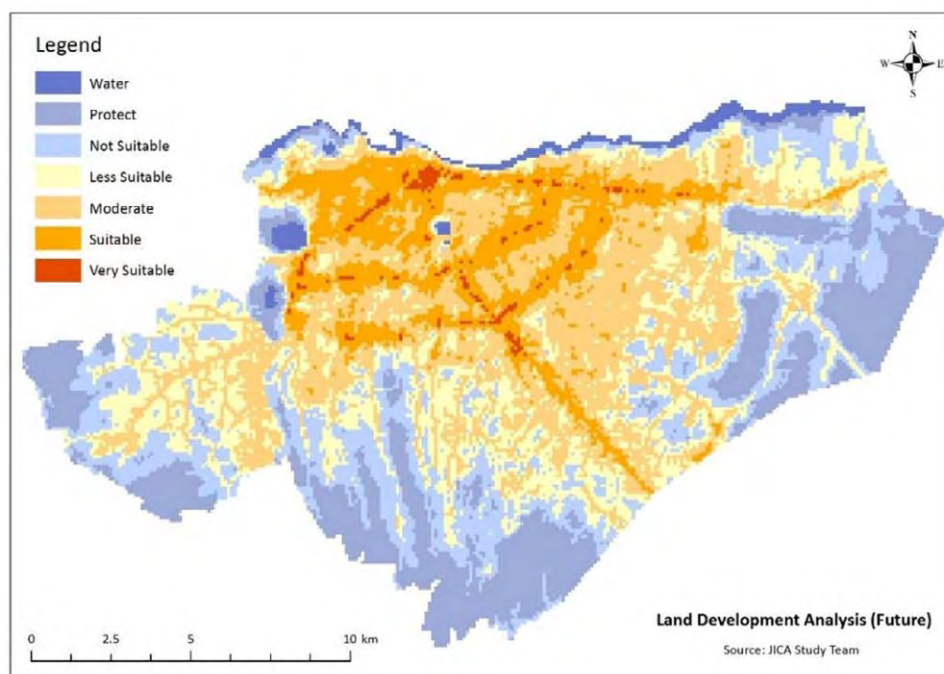 Legend
Water
Protect
Not Suitable
Less Suitable
Moderate
Suitable
Very Suitable
N
W E
S
0 2.5 5 10 km
Land Development Analysis (Future)
Source: JICA Study Team